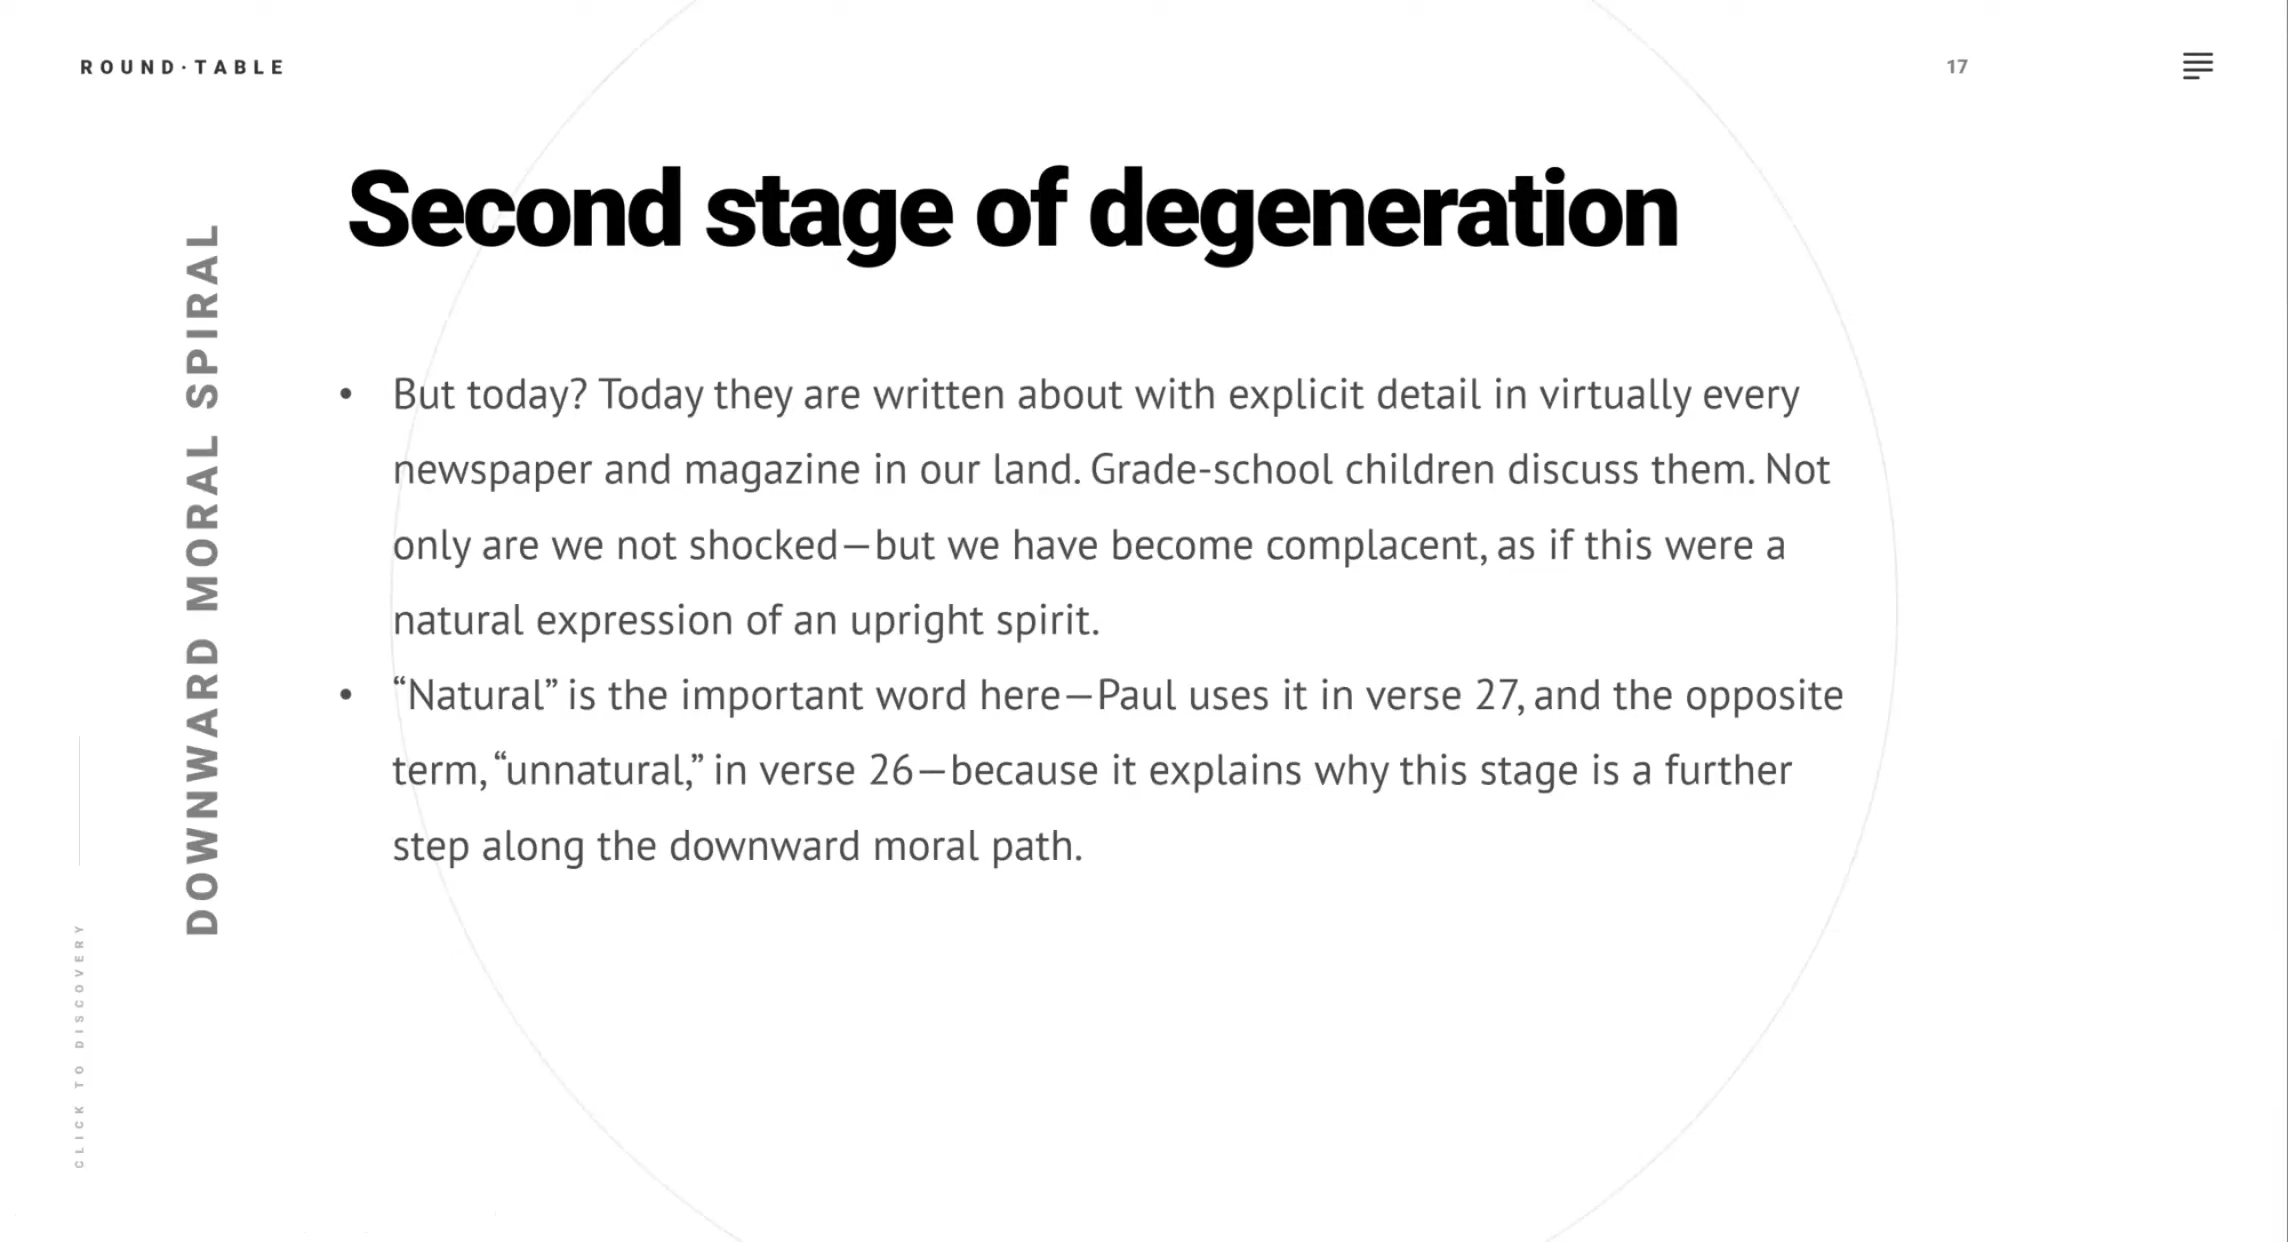 ROUND·TABLE
17
Second stage of degeneration
DOWNWARD MORAL SPIRAL
• But today? Today they are written about with explicit detail in virtually every
newspaper and magazine in our land. Grade-school children discuss them. Not
only are we not shocked—but we have become complacent, as if this were a
natural expression of an upright spirit.
• “Natural” is the important word here—Paul uses it in verse 27, and the opposite
term, “unnatural,” in verse 26—because it explains why this stage is a further
step along the downward moral path.
CLICK TO DISCOVERY